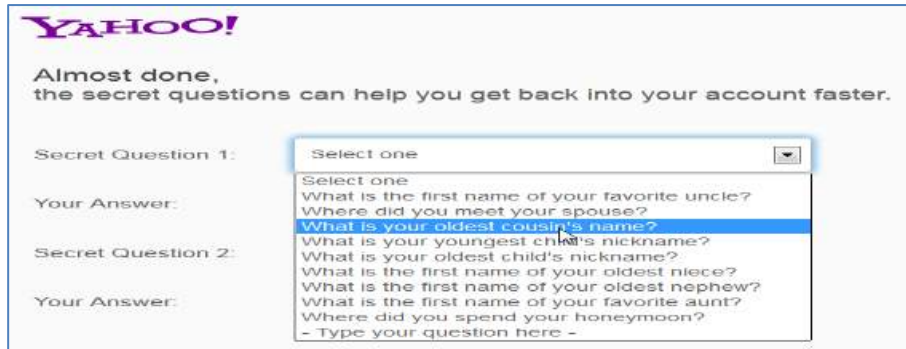 YAHOO!
Almost done,
the secret questions can help you get back into your account faster.
Secret Question 1: Select one
Select one
What is the first name of your favorite uncle?
Your Answer: Where did you meet your spouse?
What is your oldest cousin's name?
What is your youngest child's nickname?
Secret Question 2: What is your oldest child's nickname?
What is the first name of your oldest niece?
What is the first name of your oldest nephew?
Your Answer: What is the first name of your favorite aunt?
Where did you spend your honeymoon?
- Type your question here -